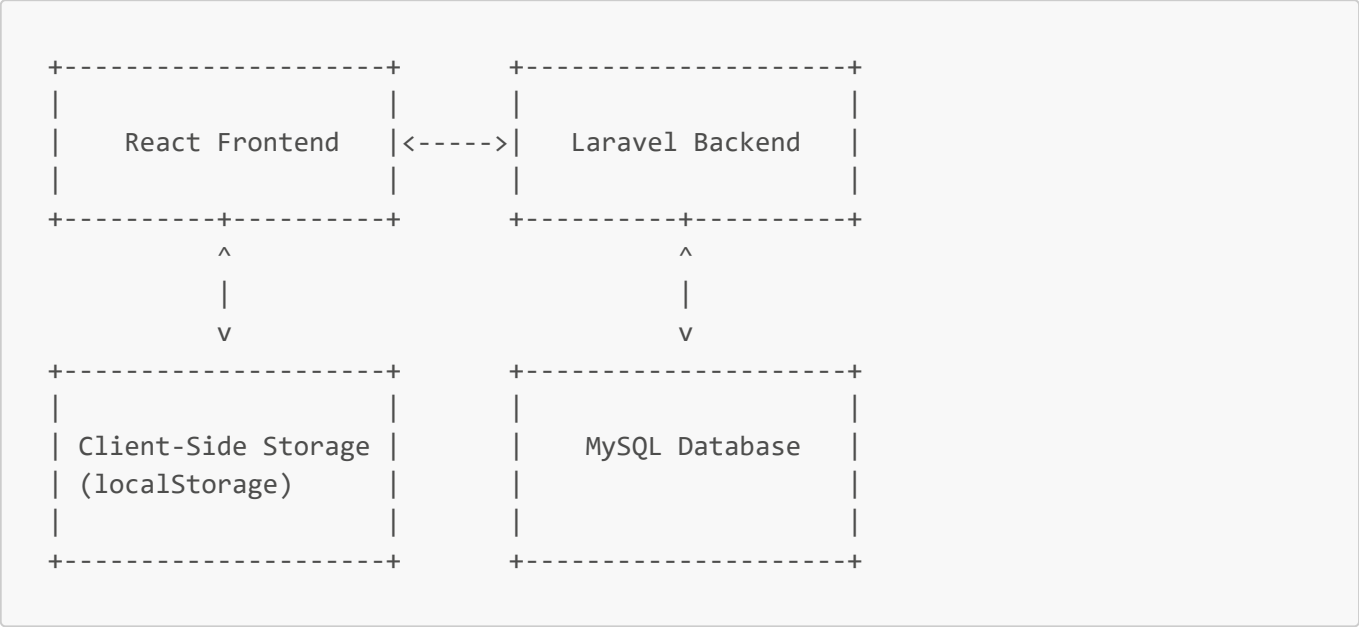 +---------------------+       +---------------------+
|                     |       |                     |
|    React Frontend   |<----->|   Laravel Backend   |
|                     |       |                     |
+----------+----------+       +----------+----------+
           ^                             ^
           |                             |
           v                             v
+---------------------+       +---------------------+
|                     |       |                     |
| Client-Side Storage |       |    MySQL Database   |
| (localStorage)      |       |                     |
|                     |       |                     |
+---------------------+       +---------------------+